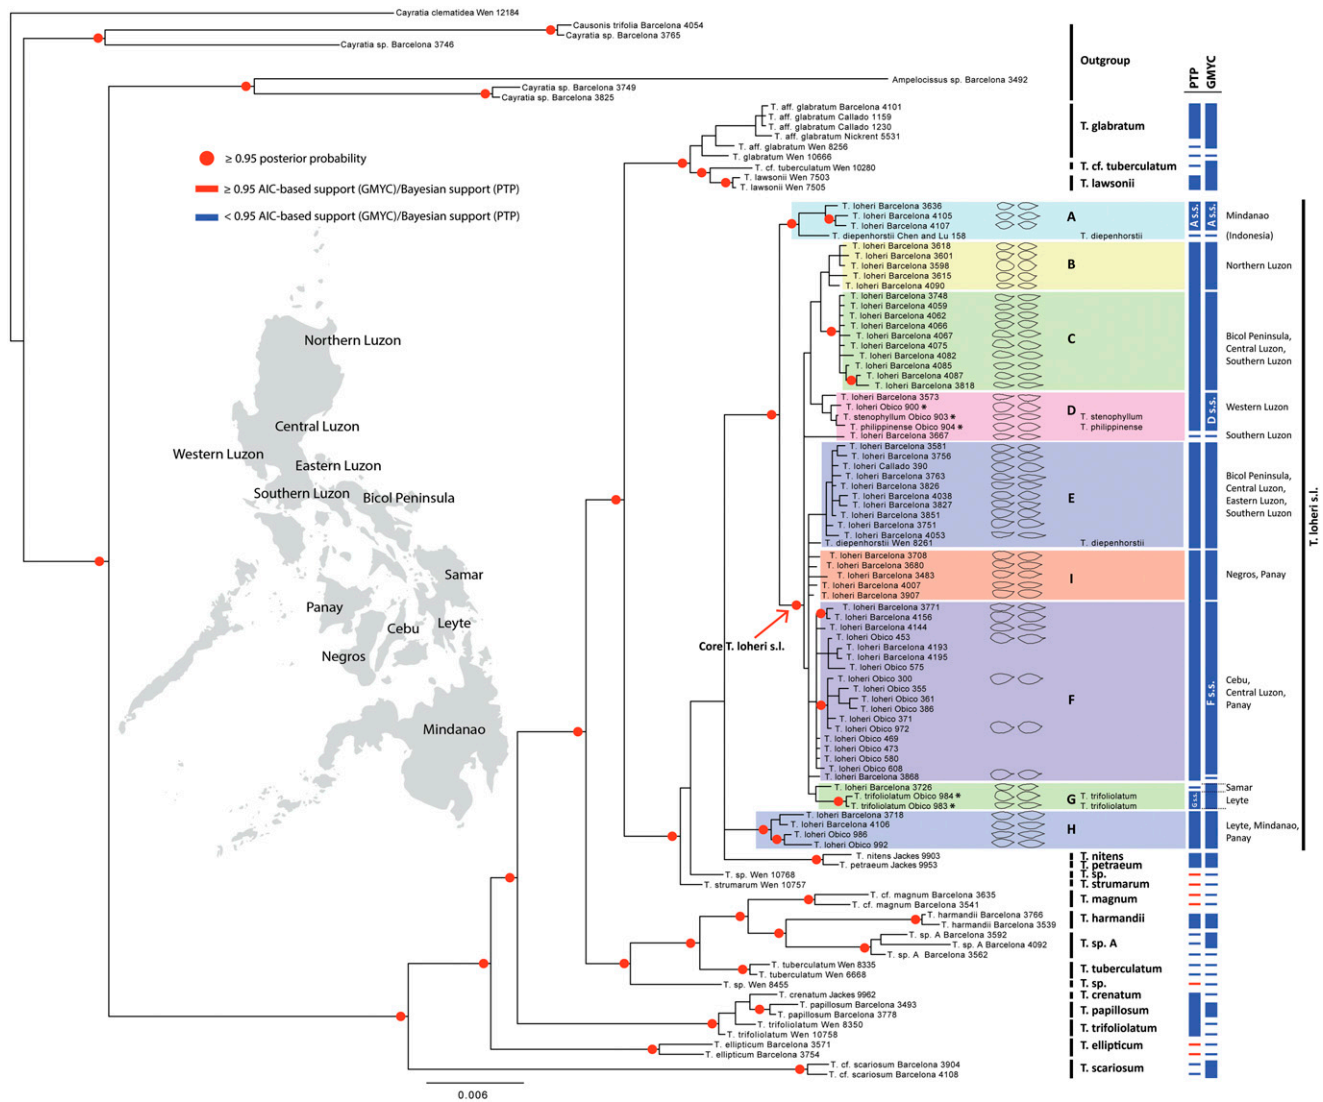 Cayratia clematidea Wen 12184
Causonis trifolia Barcelona 4054
Cayratia sp. Barcelona 3765
Cayratia sp. Barcelona 3746
Ampelocissus sp. Barcelona 3492
Cayratia sp. Barcelona 3749
Cayratia sp. Barcelona 3825
Outgroup
PTP
GMYC
≥ 0.95 posterior probability
≥ 0.95 AIC-based support (GMYC)/Bayesian support (PTP)
< 0.95 AIC-based support (GMYC)/Bayesian support (PTP)
T. aff. glabratum Barcelona 4101
T. aff. glabratum Callado 1159
T. aff. glabratum Callado 1230
T. aff. glabratum Nickrent 5531
T. aff. glabratum Wen 8256
T. glabratum Wen 10666
T. cf. tuberculatum Wen 10280
T. lawsonii Wen 7503
T. lawsonii Wen 7505
T. glabratum
T. cf. tuberculatum
T. lawsonii
T. loheri Barcelona 3636
T. loheri Barcelona 4105
T. loheri Barcelona 4107
T. diepenhorstii Chen and Lu 158
A
T. diepenhorstii
A s.s.
A s.s.
Mindanao
(Indonesia)
T. loheri Barcelona 3618
T. loheri Barcelona 3601
T. loheri Barcelona 3598
T. loheri Barcelona 3615
T. loheri Barcelona 4090
B
Northern Luzon
T. loheri Barcelona 3748
T. loheri Barcelona 4059
T. loheri Barcelona 4062
T. loheri Barcelona 4066
T. loheri Barcelona 4067
T. loheri Barcelona 4075
T. loheri Barcelona 4082
T. loheri Barcelona 4085
T. loheri Barcelona 4087
T. loheri Barcelona 3818
C
Bicol Peninsula,
Central Luzon,
Southern Luzon
T. loheri Barcelona 3573
T. loheri Obico 900 *
T. stenophyllum Obico 903 *
T. philippinense Obico 904 *
T. loheri Barcelona 3667
D
T. stenophyllum
T. philippinense
D s.s.
Western Luzon
Southern Luzon
T. loheri Barcelona 3581
T. loheri Barcelona 3756
T. loheri Callado 390
T. loheri Barcelona 3763
T. loheri Barcelona 3826
T. loheri Barcelona 4038
T. loheri Barcelona 3827
T. loheri Barcelona 3851
T. loheri Barcelona 3751
T. loheri Barcelona 4053
T. diepenhorstii Wen 8261
E
T. diepenhorstii
Bicol Peninsula,
Central Luzon,
Eastern Luzon,
Southern Luzon
T. loheri s.l.
T. loheri Barcelona 3708
T. loheri Barcelona 3680
T. loheri Barcelona 3483
T. loheri Barcelona 4007
T. loheri Barcelona 3907
I
Negros, Panay
Core T. loheri s.l.
T. loheri Barcelona 3771
T. loheri Barcelona 4156
T. loheri Barcelona 4144
T. loheri Obico 453
T. loheri Barcelona 4193
T. loheri Barcelona 4195
T. loheri Obico 575
T. loheri Obico 300
T. loheri Obico 355
T. loheri Obico 361
T. loheri Obico 386
T. loheri Obico 371
T. loheri Obico 972
T. loheri Obico 469
T. loheri Obico 473
T. loheri Obico 580
T. loheri Obico 608
T. loheri Barcelona 3868
F
F s.s.
Cebu,
Central Luzon,
Panay
T. loheri Barcelona 3726
T. trifoliolatum Obico 984 *
T. trifoliolatum Obico 983 *
G
T. trifoliolatum
T. trifoliolatum
G s.s.
Samar
Leyte
T. loheri Barcelona 3718
T. loheri Barcelona 4106
T. loheri Obico 986
T. loheri Obico 992
H
Leyte, Mindanao,
Panay
T. nitens Jackes 9903
T. petraeum Jackes 9953
T. sp. Wen 10768
T. strumarum Wen 10757
T. nitens
T. petraeum
T. sp.
T. strumarum
T. cf. magnum Barcelona 3635
T. cf. magnum Barcelona 3541
T. magnum
T. harmandii Barcelona 3766
T. harmandii Barcelona 3539
T. harmandii
T. sp. A Barcelona 3592
T. sp. A Barcelona 4092
T. sp. A Barcelona 3562
T. sp. A
T. tuberculatum Wen 8335
T. tuberculatum Wen 6668
T. tuberculatum
T. sp. Wen 8455
T. sp.
T. crenatum Jackes 9962
T. crenatum
T. papillosum Barcelona 3493
T. papillosum Barcelona 3778
T. papillosum
T. trifoliolatum Wen 8350
T. trifoliolatum Wen 10758
T. trifoliolatum
T. ellipticum Barcelona 3571
T. ellipticum Barcelona 3754
T. ellipticum
T. cf. scariosum Barcelona 3904
T. cf. scariosum Barcelona 4108
T. scariosum
Northern Luzon
Central Luzon
Western Luzon
Eastern Luzon
Southern Luzon
Bicol Peninsula
Samar
Panay
Cebu
Leyte
Negros
Mindanao
0.006